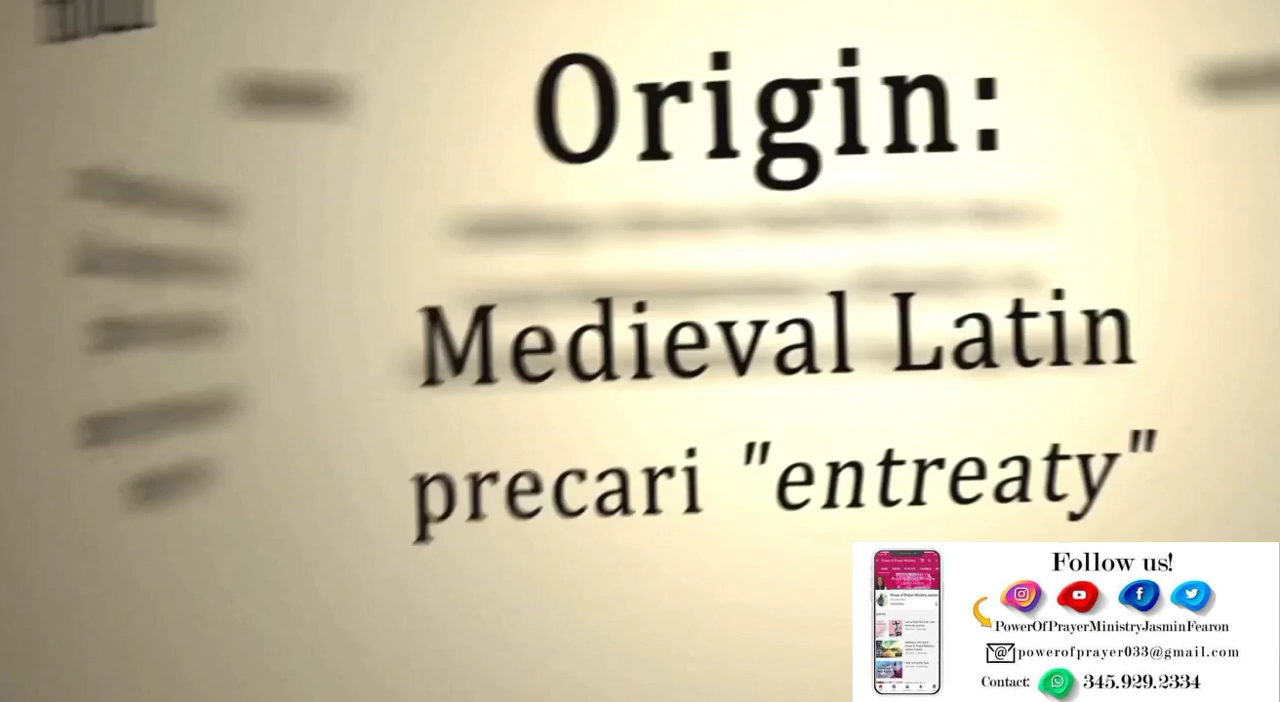 Origin:
Medieval Latin
precari "entreaty"
Follow us!
PowerOfPrayerMinistryJasminFearon
powerofprayer033@gmail.com
Contact:
345.929.2334